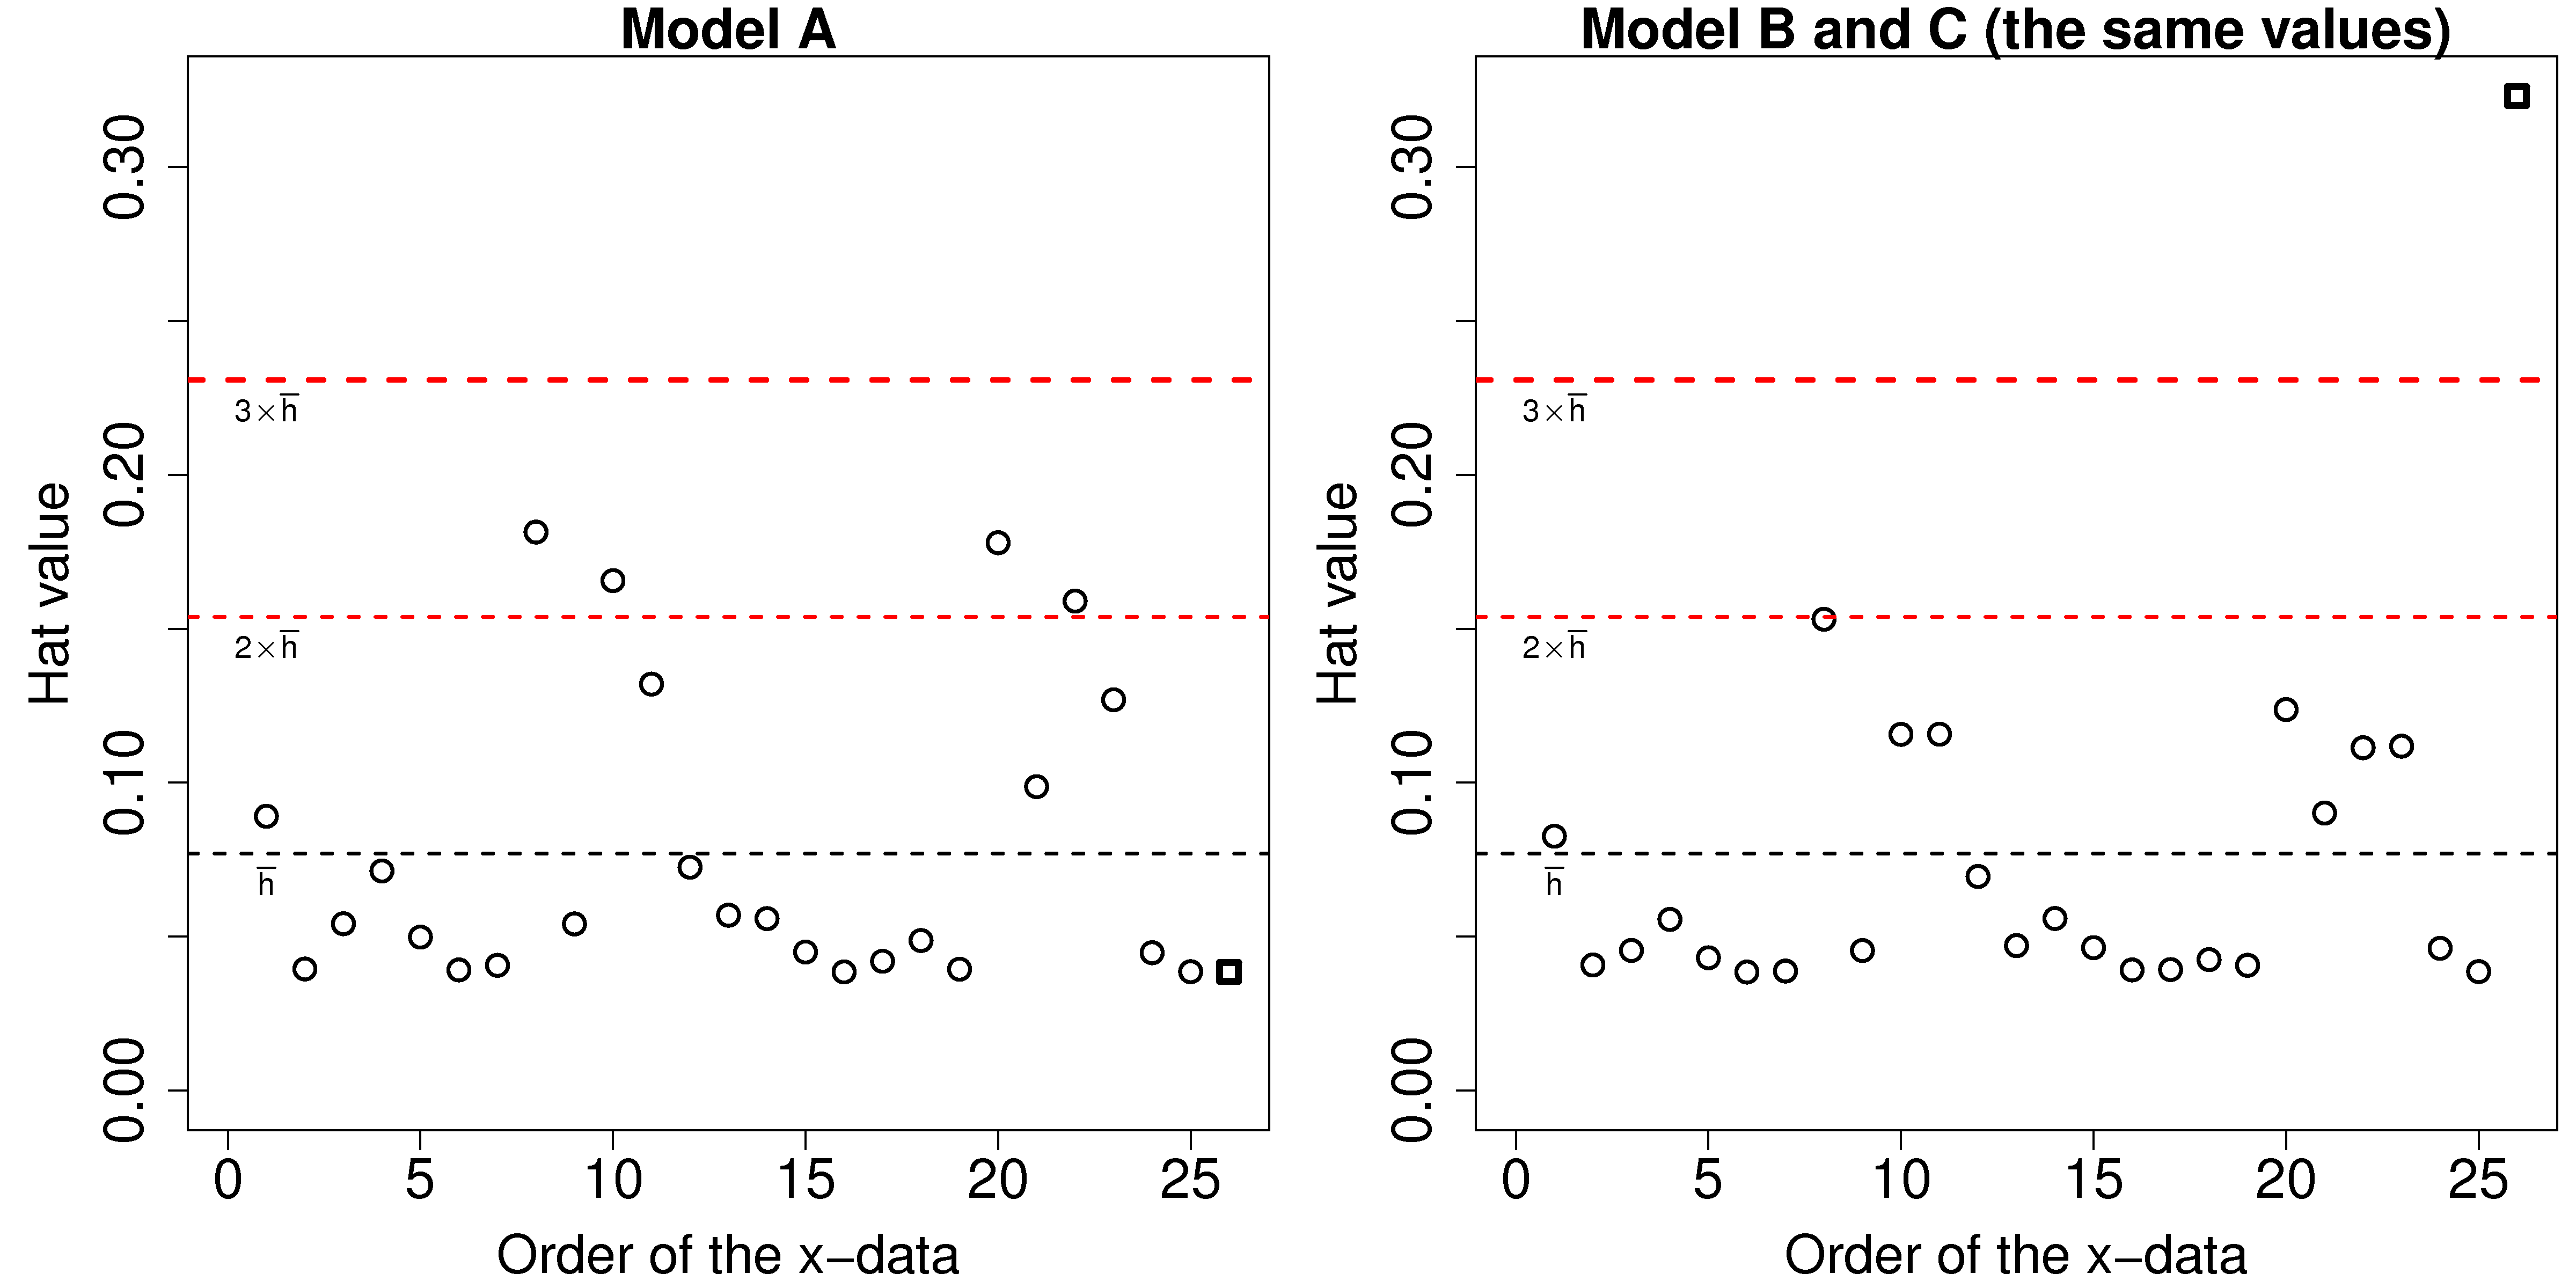 Model A
Hat value
0.30
0.20
0.10
0.00
3×h̅
2×h̅
h̅
0 5 10 15 20 25
Order of the x−data
Model B and C (the same values)
Hat value
0.30
0.20
0.10
0.00
3×h̅
2×h̅
h̅
0 5 10 15 20 25
Order of the x−data